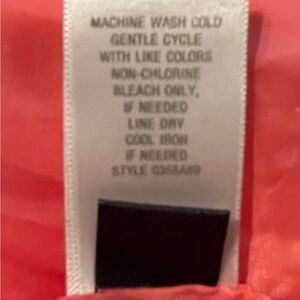 MACHINE WASH COLD
GENTLE CYCLE
WITH LIKE COLORS
NON-CHLORINE
BLEACH ONLY,
IF NEEDED
LINE DRY
COOL IRON
IF NEEDED
STYLE